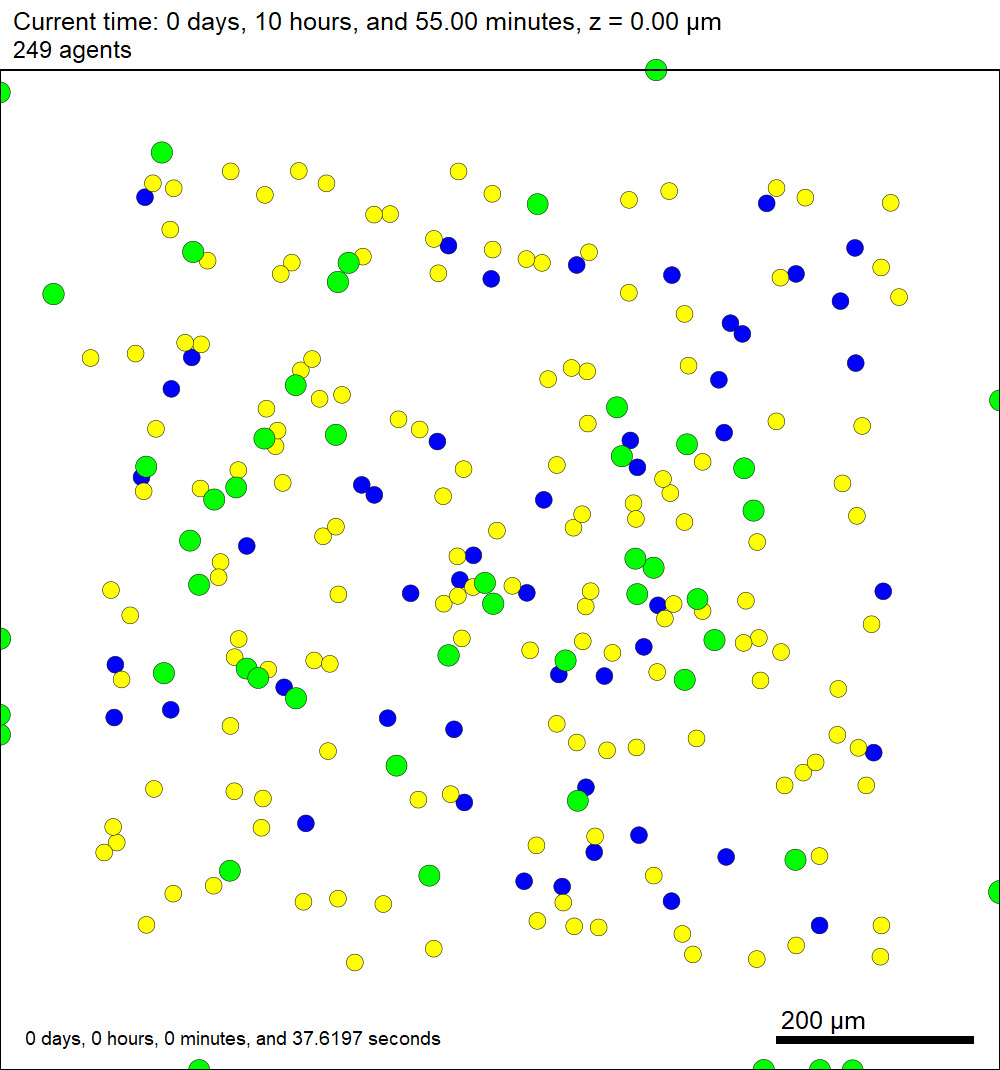 Current time: 0 days, 10 hours, and 55.00 minutes, z = 0.00 µm
249 agents
200 µm
0 days, 0 hours, 0 minutes, and 37.6197 seconds